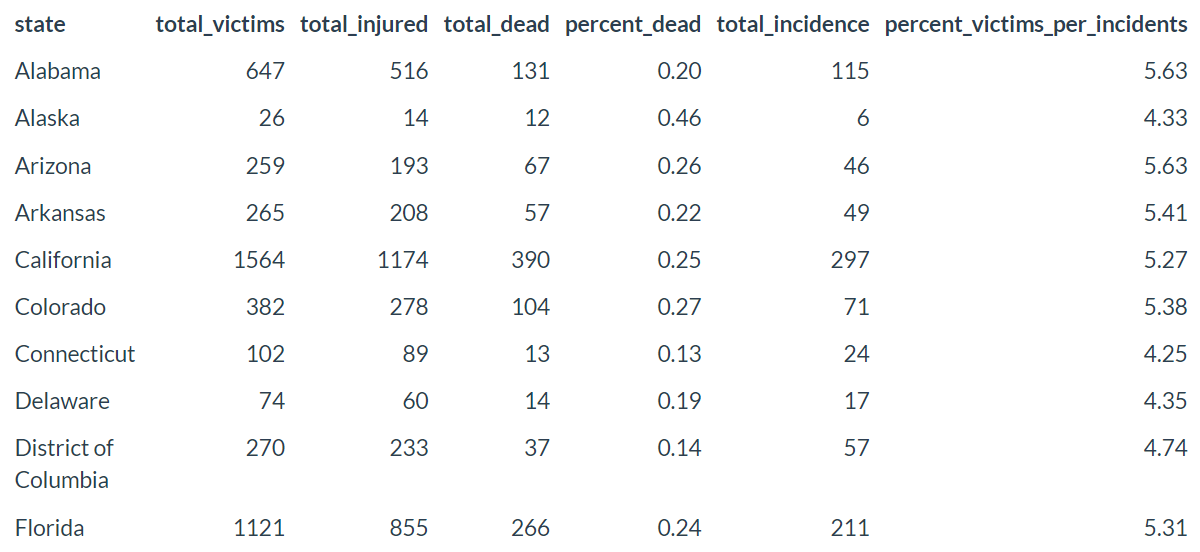 state total_victims total_injured total_dead percent_dead total_incidence percent_victims_per_incidents
Alabama 647 516 131 0.20 115 5.63
Alaska 26 14 12 0.46 6 4.33
Arizona 259 193 67 0.26 46 5.63
Arkansas 265 208 57 0.22 49 5.41
California 1564 1174 390 0.25 297 5.27
Colorado 382 278 104 0.27 71 5.38
Connecticut 102 89 13 0.13 24 4.25
Delaware 74 60 14 0.19 17 4.35
District of 270 233 37 0.14 57 4.74
Columbia
Florida 1121 855 266 0.24 211 5.31